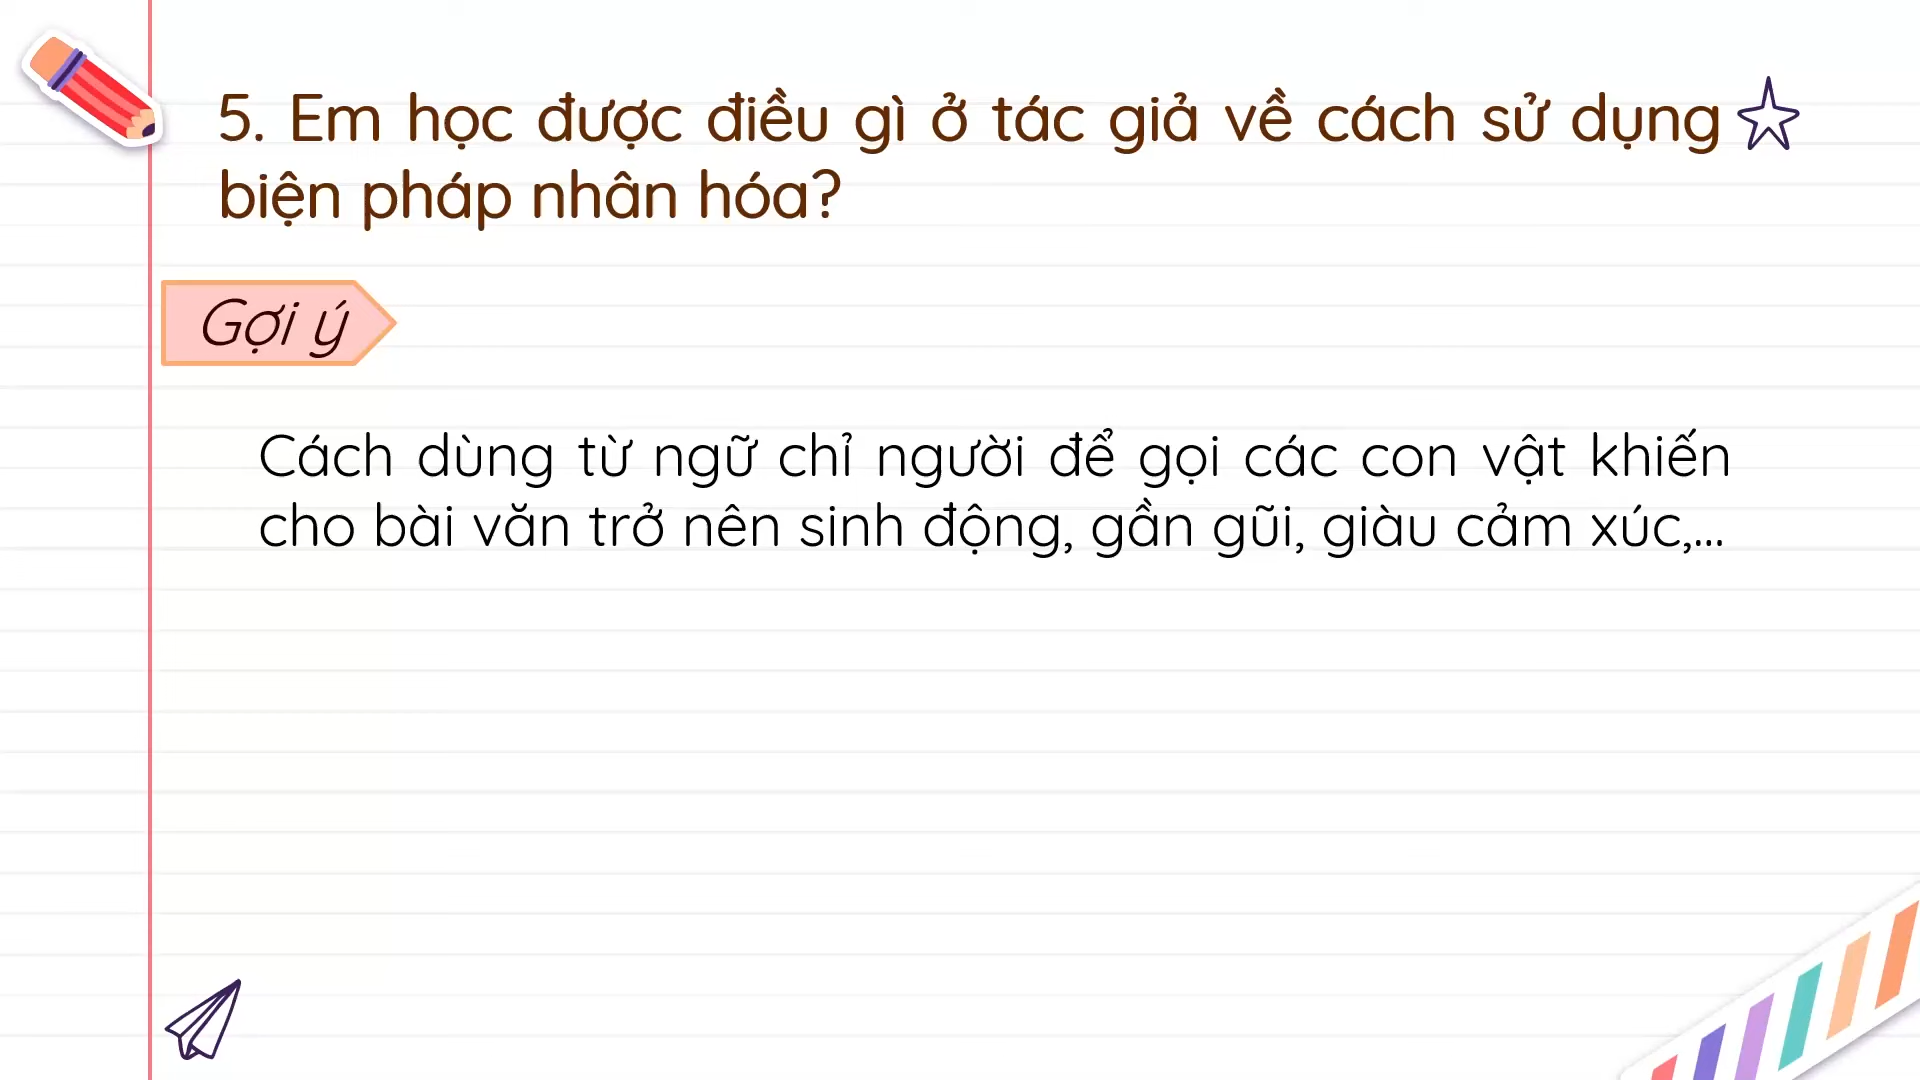 5. Em học được điều gì ở tác giả về cách sử dụng
biện pháp nhân hóa?
Gợi ý
Cách dùng từ ngữ chỉ người để gọi các con vật khiến
cho bài văn trở nên sinh động, gần gũi, giàu cảm xúc,...